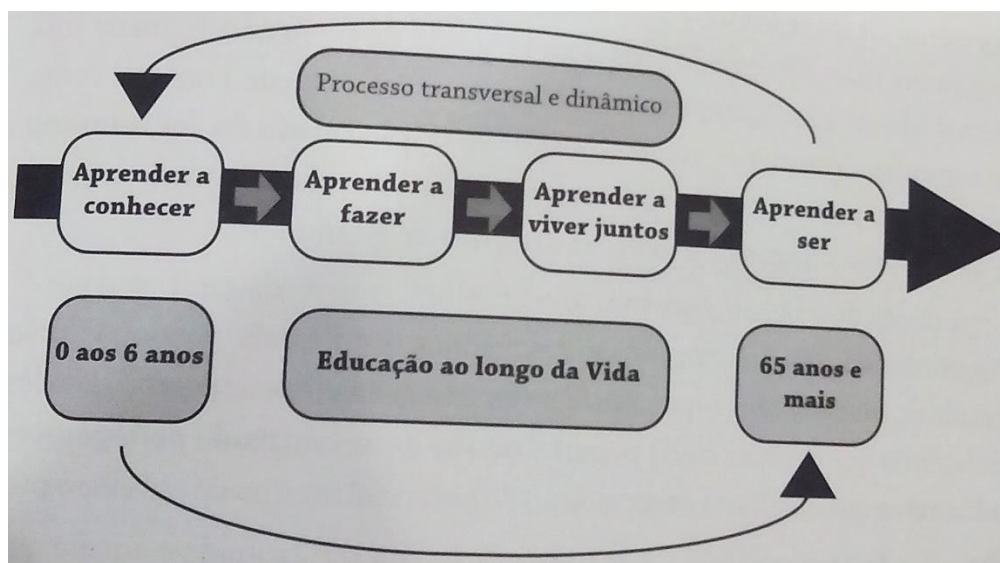 Processo transversal e dinâmico
Aprender a
conhecer
Aprender a
fazer
Aprender a
viver juntos
Aprender a
ser
0 aos 6 anos
Educação ao longo da Vida
65 anos e
mais